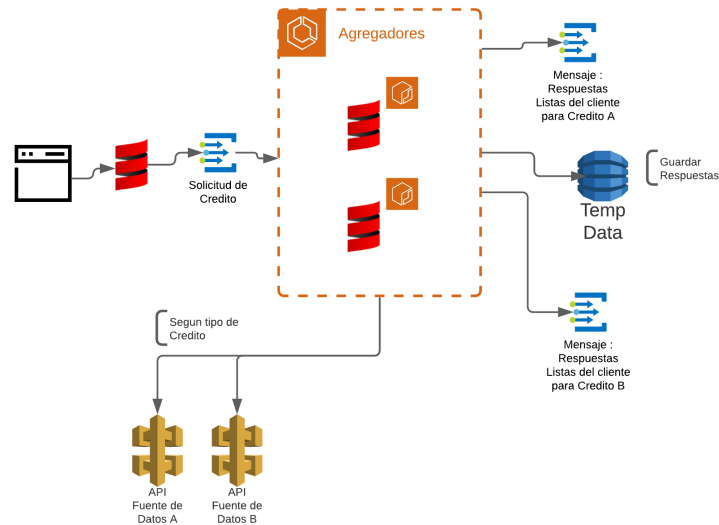 Agregadores
Mensaje :
Respuestas
Listas del cliente
para Credito A
Solicitud de
Credito
Guardar
Respuestas
Temp
Data
Segun tipo de
Credito
Mensaje :
Respuestas
Listas del cliente
para Credito B
API
Fuente de
Datos A
API
Fuente de
Datos B